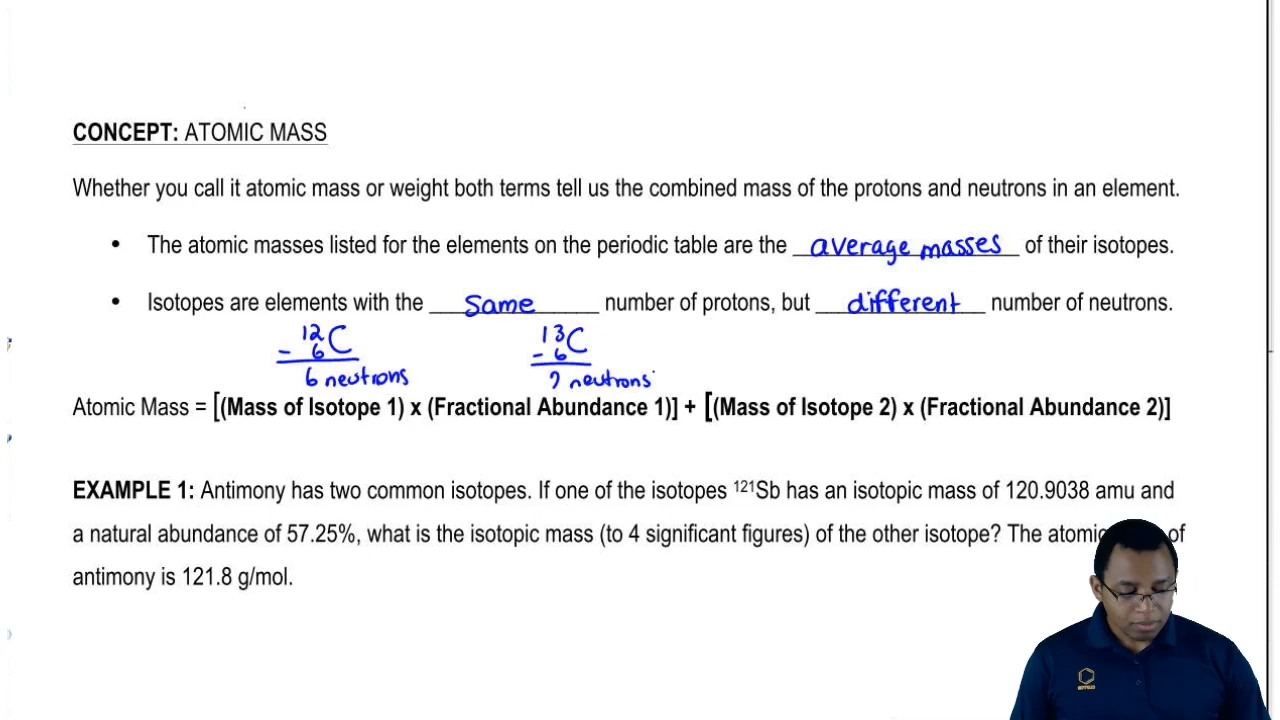 CONCEPT: ATOMIC MASS
Whether you call it atomic mass or weight both terms tell us the combined mass of the protons and neutrons in an element.
• The atomic masses listed for the elements on the periodic table are the average masses of their isotopes.
• Isotopes are elements with the same number of protons, but different number of neutrons.
12 C 13 C
- 6 - 6
6 neutrons 7 neutrons
Atomic Mass = [(Mass of Isotope 1) x (Fractional Abundance 1)] + [(Mass of Isotope 2) x (Fractional Abundance 2)]
EXAMPLE 1: Antimony has two common isotopes. If one of the isotopes ¹²¹Sb has an isotopic mass of 120.9038 amu and
a natural abundance of 57.25%, what is the isotopic mass (to 4 significant figures) of the other isotope? The atomic of
antimony is 121.8 g/mol.